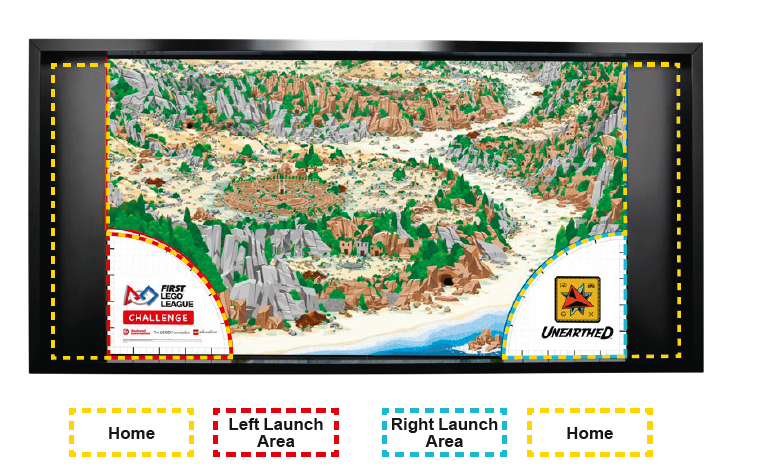 FIRST
LEGO
LEAGUE
CHALLENGE
UNEARTHED
Home
Left Launch
Area
Right Launch
Area
Home